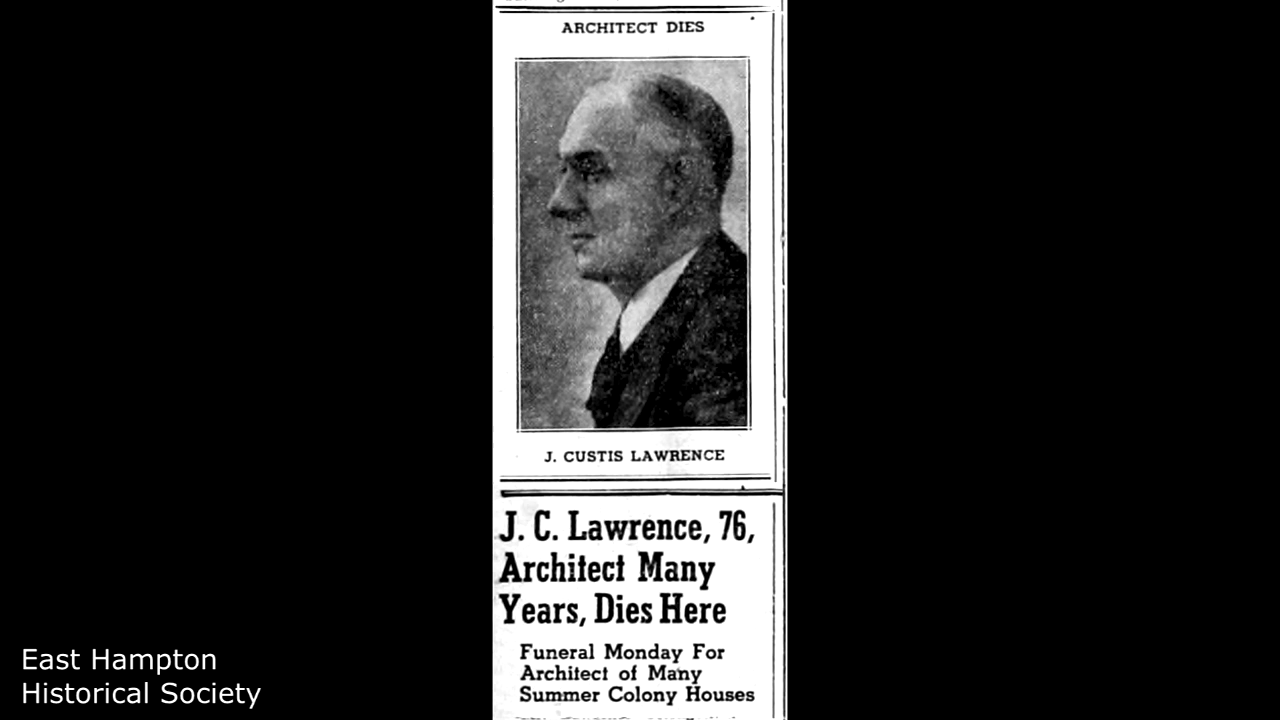 ARCHITECT DIES
J. CUSTIS LAWRENCE
J. C. Lawrence, 76,
Architect Many
Years, Dies Here
Funeral Monday For
Architect of Many
Summer Colony Houses
East Hampton
Historical Society